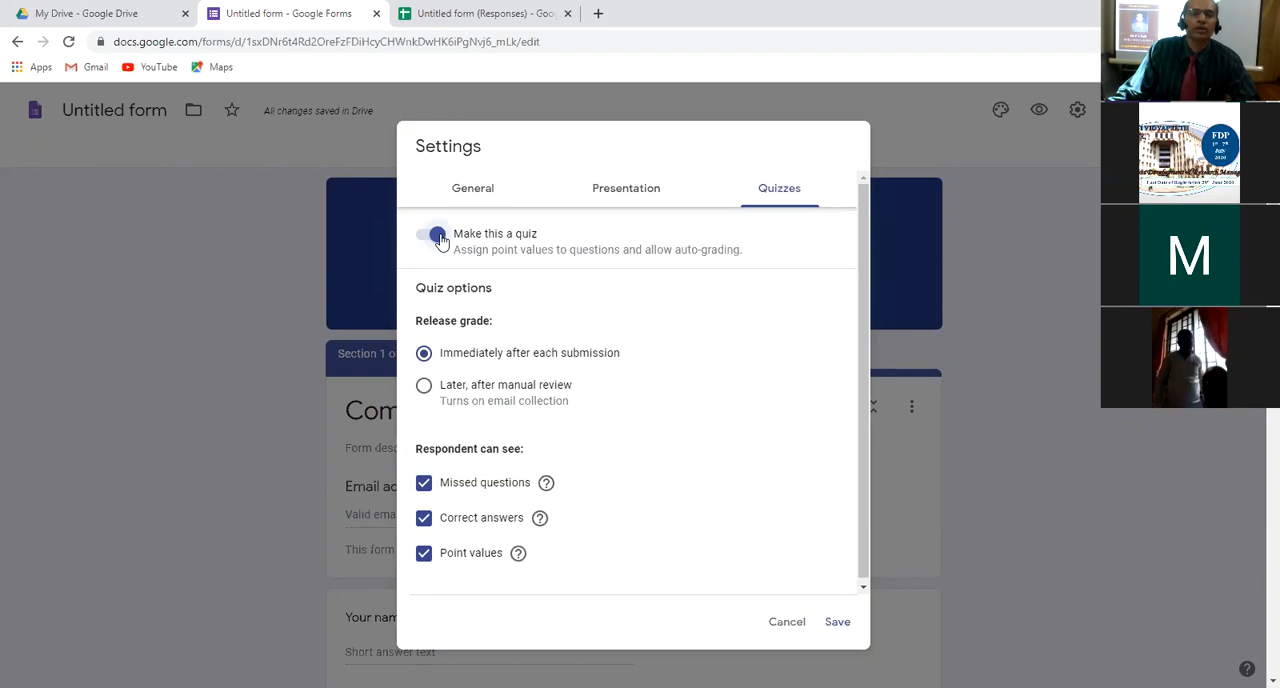 My Drive - Google Drive
Untitled form - Google Forms
Untitled form (Responses) - Goo
docs.google.com/forms/d/1sxDNr6t4Rd2OreFzFDiHcyCHWnkDwHK6iPgNvj6_mLk/edit
Apps
Gmail
YouTube
Maps
Untitled form
All changes saved in Drive
Settings
General
Presentation
Quizzes
Make this a quiz
Assign point values to questions and allow auto-grading.
Quiz options
Release grade:
Immediately after each submission
Later, after manual review
Turns on email collection
Respondent can see:
Missed questions
Correct answers
Point values
Cancel
Save
Section 1 o
Com
Form desc
Email ad
Valid emai
This form
Your nam
Short answer text
VIDYAPEETH
FDP
July
2020
M